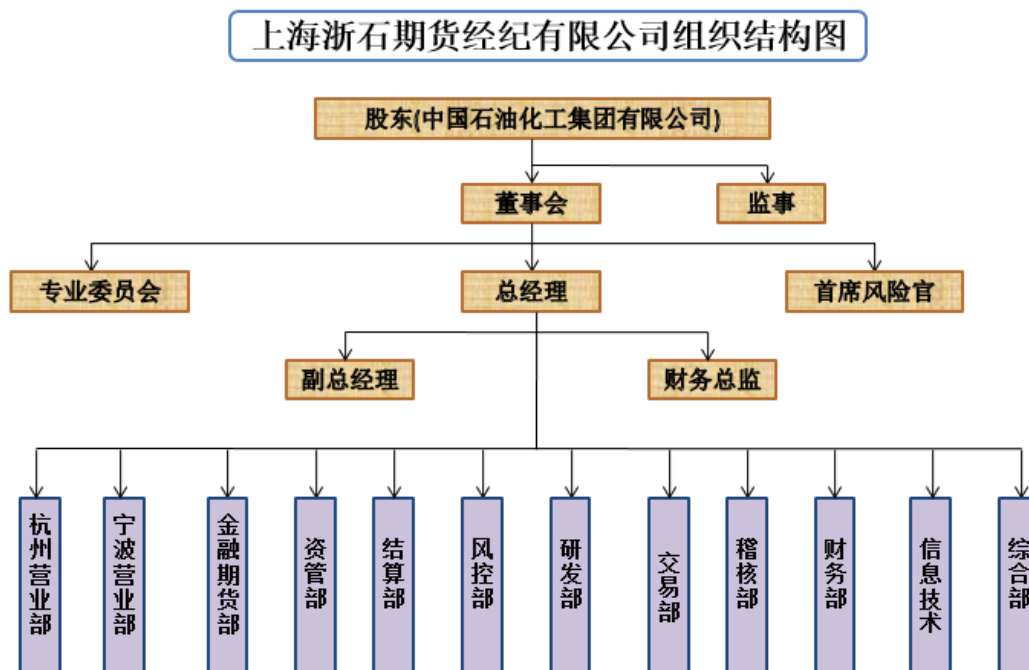 上海浙石期货经纪有限公司组织结构图
股东(中国石油化工集团有限公司)
董事会
监事
专业委员会
总经理
首席风险官
副总经理
财务总监
杭州营业部
宁波营业部
金融期货部
资管部
结算部
风控部
研发部
交易部
稽核部
财务部
信息技术
综合部